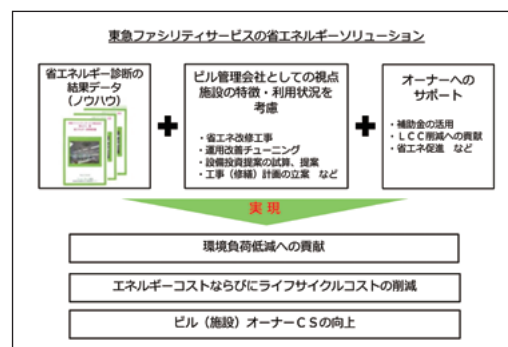 東急ファシリティサービスの省エネルギーソリューション
省エネルギー診断の
結果データ
(ノウハウ)
ビル管理会社としての視点
施設の特徴・利用状況を
考慮
・省エネ改修工事
・運用改善チューニング
・設備投資提案の試算、提案
・工事(修繕)計画の立案 など
オーナーへの
サポート
・補助金の活用
・LCC削減への貢献
・省エネ促進 など
実 現
環境負荷低減への貢献
エネルギーコストならびにライフサイクルコストの削減
ビル(施設)オーナーCSの向上